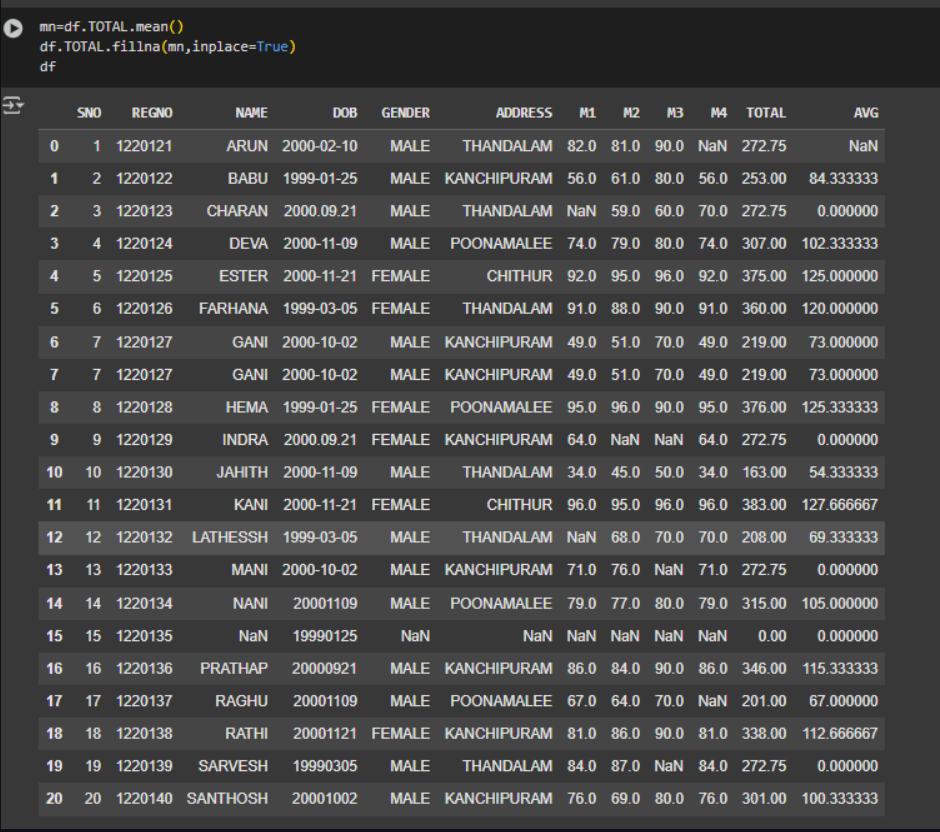 mn=df.TOTAL.mean()
df.TOTAL.fillna(mn,inplace=True)
df
SNO REGNO NAME DOB GENDER ADDRESS M1 M2 M3 M4 TOTAL AVG
0 1 1220121 ARUN 2000-02-10 MALE THANDALAM 82.0 81.0 90.0 NaN 272.75 NaN
1 2 1220122 BABU 1999-01-25 MALE KANCHIPURAM 56.0 61.0 80.0 56.0 253.00 84.333333
2 3 1220123 CHARAN 2000.09.21 MALE THANDALAM NaN 59.0 60.0 70.0 272.75 0.000000
3 4 1220124 DEVA 2000-11-09 MALE POONAMALEE 74.0 79.0 80.0 74.0 307.00 102.333333
4 5 1220125 ESTER 2000-11-21 FEMALE CHITHUR 92.0 95.0 96.0 92.0 375.00 125.000000
5 6 1220126 FARHANA 1999-03-05 FEMALE THANDALAM 91.0 88.0 90.0 91.0 360.00 120.000000
6 7 1220127 GANI 2000-10-02 MALE KANCHIPURAM 49.0 51.0 70.0 49.0 219.00 73.000000
7 7 1220127 GANI 2000-10-02 MALE KANCHIPURAM 49.0 51.0 70.0 49.0 219.00 73.000000
8 8 1220128 HEMA 1999-01-25 FEMALE POONAMALEE 95.0 96.0 90.0 95.0 376.00 125.333333
9 9 1220129 INDRA 2000.09.21 FEMALE KANCHIPURAM 64.0 NaN NaN 64.0 272.75 0.000000
10 10 1220130 JAHITH 2000-11-09 MALE THANDALAM 34.0 45.0 50.0 34.0 163.00 54.333333
11 11 1220131 KANI 2000-11-21 FEMALE CHITHUR 96.0 95.0 96.0 96.0 383.00 127.666667
12 12 1220132 LATHESSH 1999-03-05 MALE THANDALAM NaN 68.0 70.0 70.0 208.00 69.333333
13 13 1220133 MANI 2000-10-02 MALE KANCHIPURAM 71.0 76.0 NaN 71.0 272.75 0.000000
14 14 1220134 NANI 20001109 MALE POONAMALEE 79.0 77.0 80.0 79.0 315.00 105.000000
15 15 1220135 NaN 19990125 NaN NaN NaN NaN NaN NaN 0.00 0.000000
16 16 1220136 PRATHAP 20000921 MALE KANCHIPURAM 86.0 84.0 90.0 86.0 346.00 115.333333
17 17 1220137 RAGHU 20001109 MALE POONAMALEE 67.0 64.0 70.0 NaN 201.00 67.000000
18 18 1220138 RATHI 20001121 FEMALE KANCHIPURAM 81.0 86.0 90.0 81.0 338.00 112.666667
19 19 1220139 SARVESH 19990305 MALE THANDALAM 84.0 87.0 NaN 84.0 272.75 0.000000
20 20 1220140 SANTHOSH 20001002 MALE KANCHIPURAM 76.0 69.0 80.0 76.0 301.00 100.333333